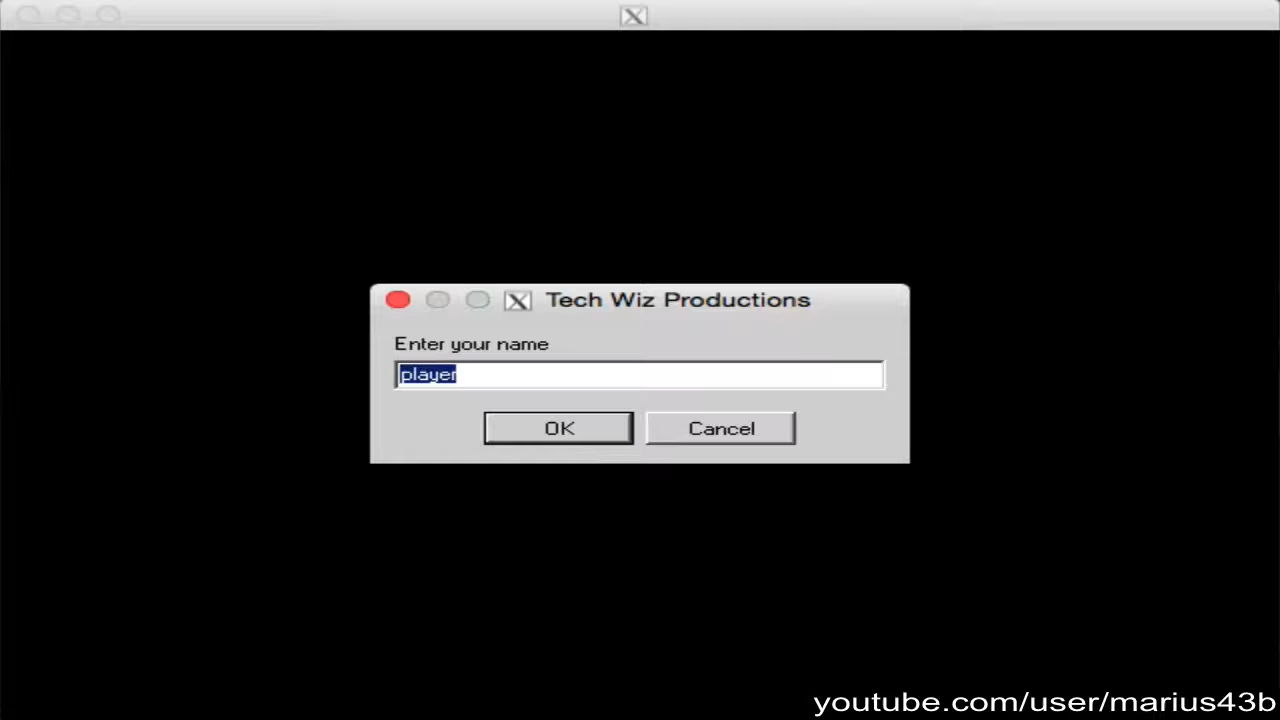 Tech Wiz Productions
Enter your name
player
OK
Cancel
youtube.com/user/marius43b